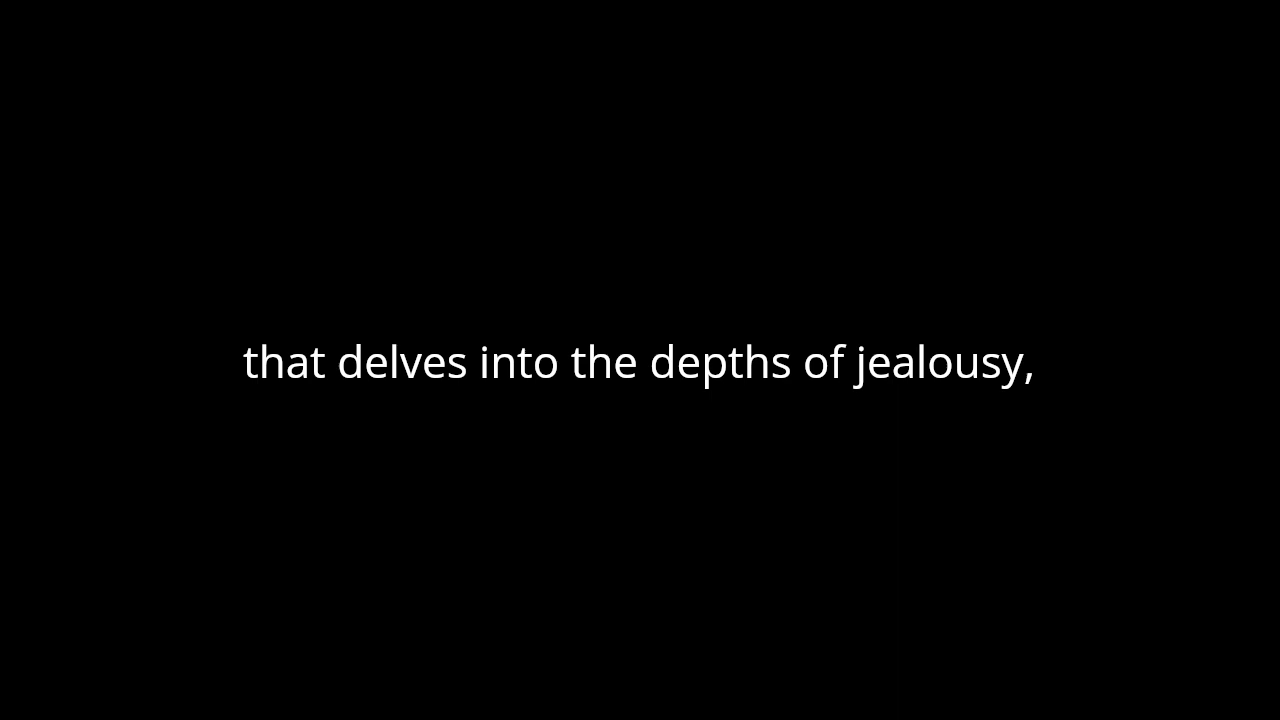 that delves into the depths of jealousy,